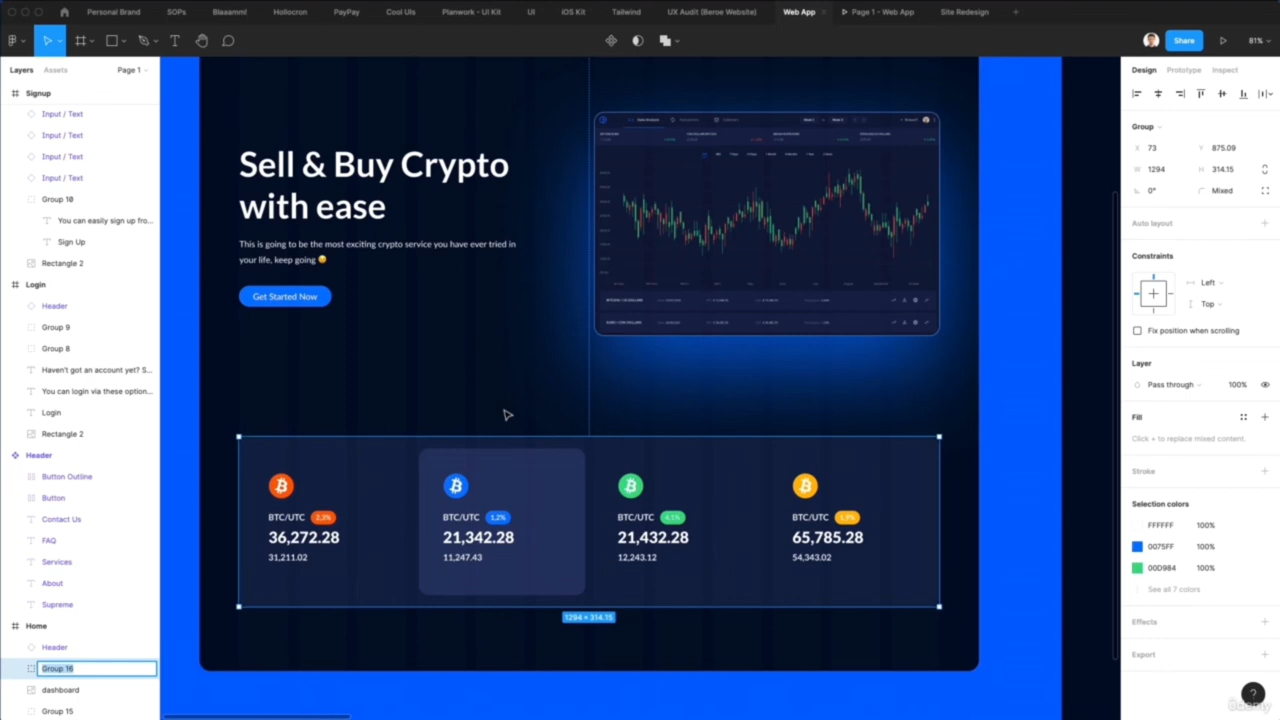 Personal Brand
SOPs
Blaasaml!
Hollocron
PayPay
Cool UIs
Planwork - UI Kit
UI
iOS Kit
Tailwind
UX Audit (Beroe Website)
Web App
Page 1 - Web App
Site Redesign
Share
81%
Layers
Assets
Page 1
Signup
Input / Text
Input / Text
Input / Text
Input / Text
Group 10
You can easily sign up fro...
Sign Up
Rectangle 2
Login
Header
Group 9
Group 8
Haven't got an account yet? S...
You can login via these option...
Login
Rectangle 2
Header
Button Outline
Button
Contact Us
FAQ
Services
About
Supreme
Home
Header
Group 16
dashboard
Group 15
Sell & Buy Crypto
with ease
This is going to be the most exciting crypto service you have ever tried in
your life, keep going
Get Started Now
BTC/UTC 2,3%
36,272.28
31,211.02
BTC/UTC 1,2%
21,342.28
11,247.43
BTC/UTC 4,1%
21,432.28
12,243.12
BTC/UTC
65,785.28
54,343.02
1294 × 314.15
Design
Prototype
Inspect
Group
X 73 Y 875.09
W 1294 H 314.15
0° Mixed
Auto layout
Constraints
Left
Top
Fix position when scrolling
Layer
Pass through 100%
Fill
Click + to replace mixed content.
Stroke
Selection colors
FFFFFF 100%
0075FF 100%
00D984 100%
See all 7 colors
Effects
Export
?
ûdemy